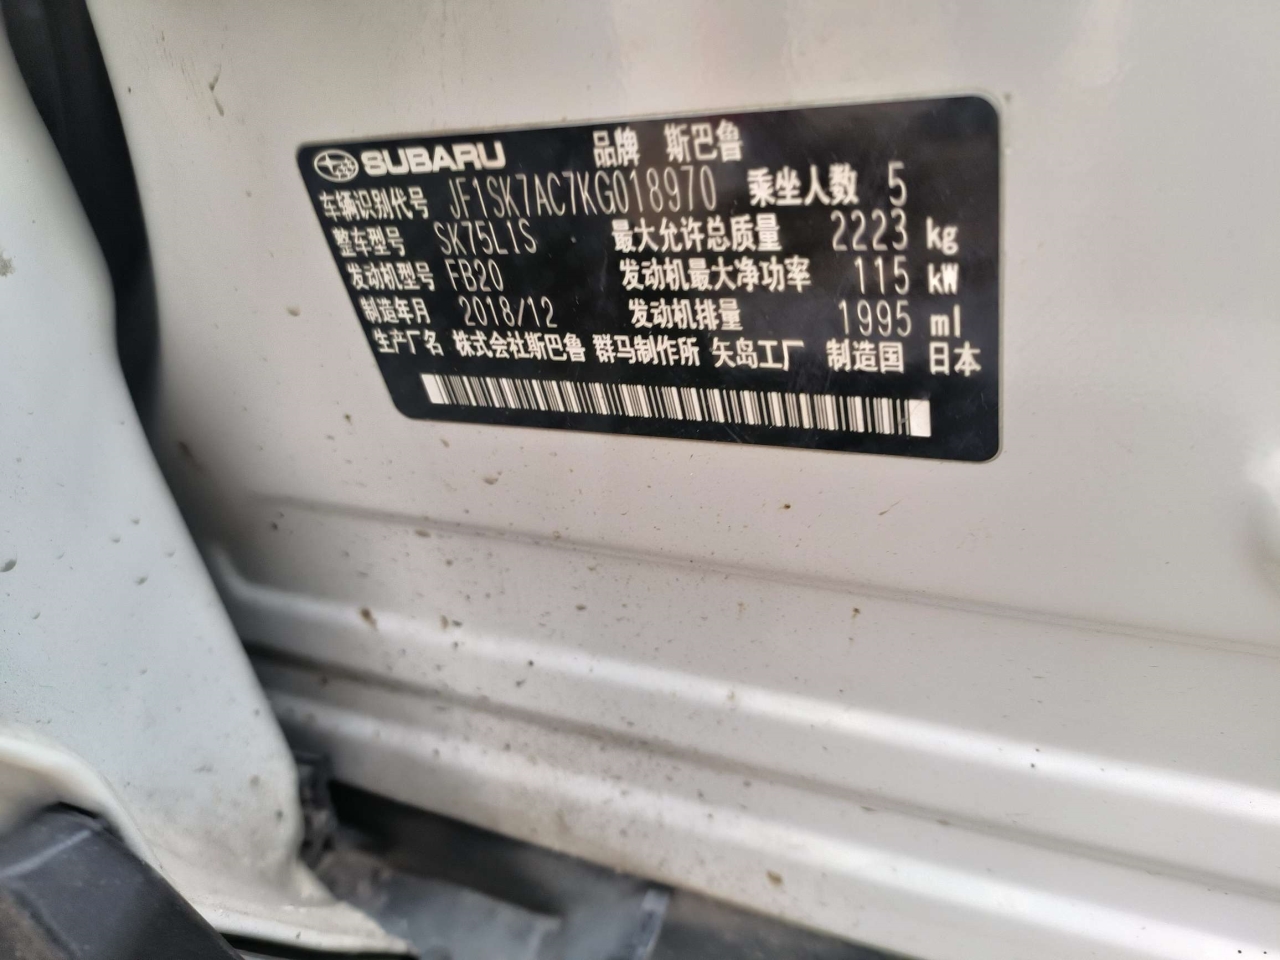 SUBARU 品牌 斯巴鲁
车辆识别代号 JF1SK7AC7KG018970 乘坐人数 5
整车型号 SK75L1S 最大允许总质量 2223 kg
发动机型号 FB20 发动机最大净功率 115 kW
制造年月 2018/12 发动机排量 1995 ml
生产厂名 株式会社斯巴鲁 群马制作所 矢岛工厂 制造国 日本